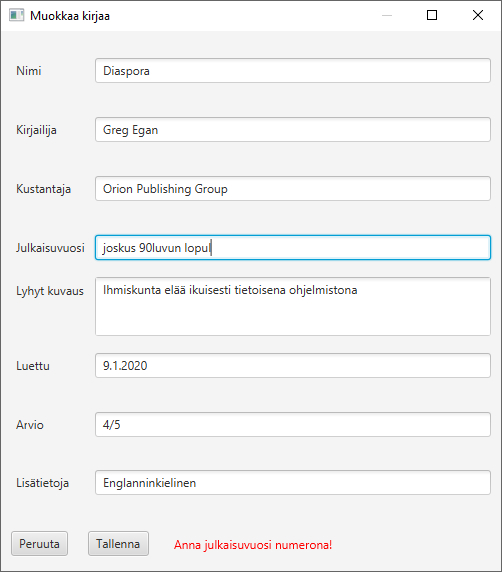 Muokkaa kirjaa
Nimi Diaspora
Kirjailija Greg Egan
Kustantaja Orion Publishing Group
Julkaisuvuosi joskus 90luvun lopul
Lyhyt kuvaus Ihmiskunta elää ikuisesti tietoisena ohjelmistona
Luettu 9.1.2020
Arvio 4/5
Lisätietoja Englanninkielinen
Peruuta Tallenna Anna julkaisuvuosi numerona!